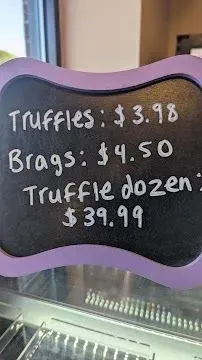 Truffles: $3.98
Brags: $4.50
Truffle dozen:
$39.99